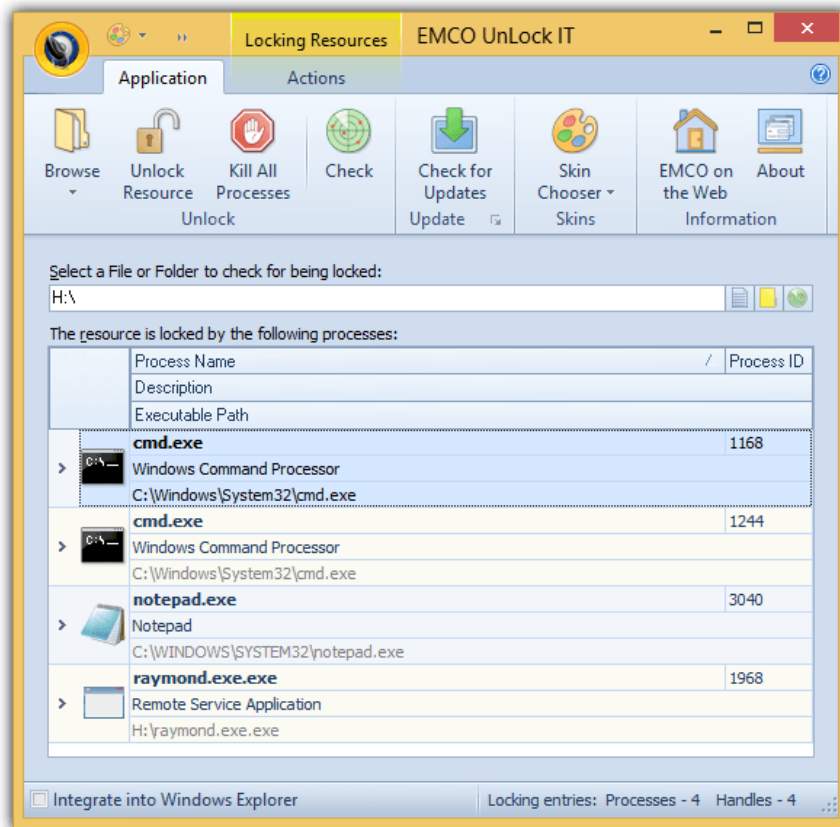 Locking Resources
EMCO UnLock IT
Application
Actions
Browse
Unlock Resource
Kill All Processes
Check
Check for Updates
Skin Chooser
EMCO on the Web
About
Unlock
Update
Skins
Information
Select a File or Folder to check for being locked:
H:\
The resource is locked by the following processes:
Process Name / Process ID
Description
Executable Path
cmd.exe 1168
C:\ Windows Command Processor
C:\Windows\System32\cmd.exe
cmd.exe 1244
C:\ Windows Command Processor
C:\Windows\System32\cmd.exe
notepad.exe 3040
Notepad
C:\WINDOWS\SYSTEM32\notepad.exe
raymond.exe.exe 1968
Remote Service Application
H:\raymond.exe.exe
Integrate into Windows Explorer
Locking entries: Processes - 4 Handles - 4